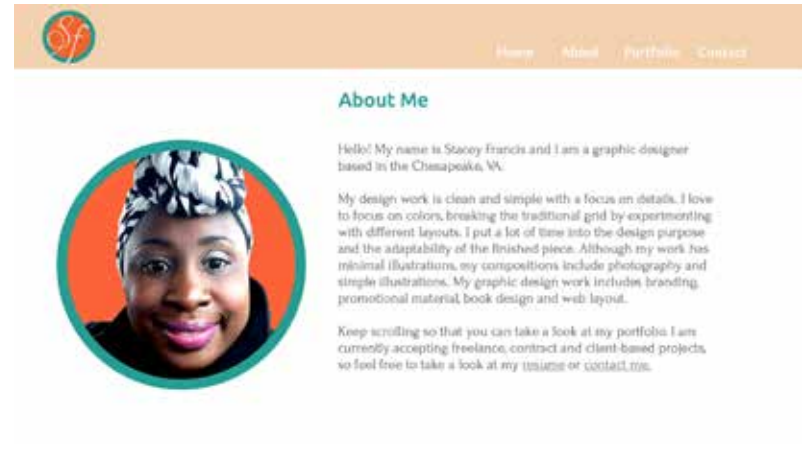 Sf
Home About Portfolio Contact
About Me
Hello! My name is Stacey Francis and I am a graphic designer
based in the Chesapeake, VA.
My design work is clean and simple with a focus on details. I love
to focus on colors, breaking the traditional grid by experimenting
with different layouts. I put a lot of time into the design purpose
and the adaptability of the finished piece. Although my work has
minimal illustrations, my compositions include photography and
simple illustrations. My graphic design work includes branding,
promotional material, book design and web layout.
Keep scrolling so that you can take a look at my portfolio. I am
currently accepting freelance, contract and client-based projects,
so feel free to take a look at my resume or contact me.